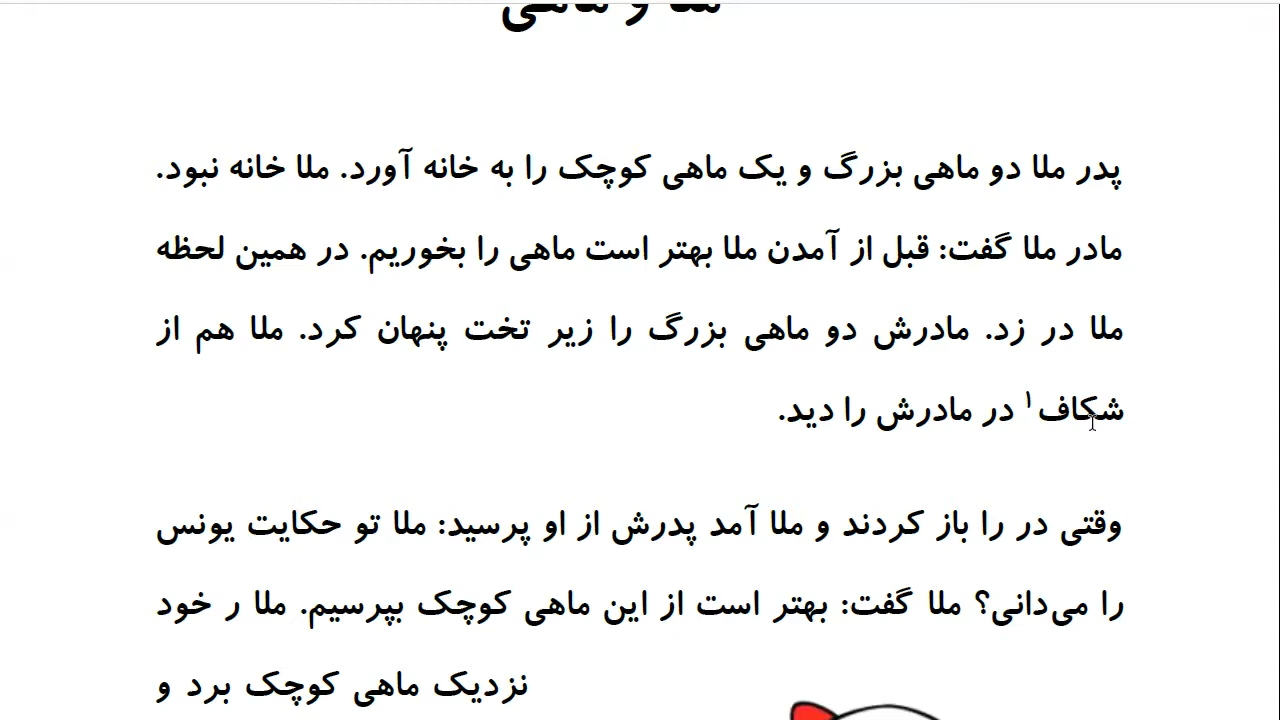 ملا و ماهی
پدر ملا دو ماهی بزرگ و یک ماهی کوچک را به خانه آورد. ملا خانه نبود.
مادر ملا گفت: قبل از آمدن ملا بهتر است ماهی را بخوریم. در همین لحظه
ملا در زد. مادرش دو ماهی بزرگ را زیر تخت پنهان کرد. ملا هم از
شکاف۱ در مادرش را دید.
وقتی در را باز کردند و ملا آمد پدرش از او پرسید: ملا تو حکایت یونس
را می‌دانی؟ ملا گفت: بهتر است از این ماهی کوچک بپرسیم. ملا ر خود
نزدیک ماهی کوچک برد و